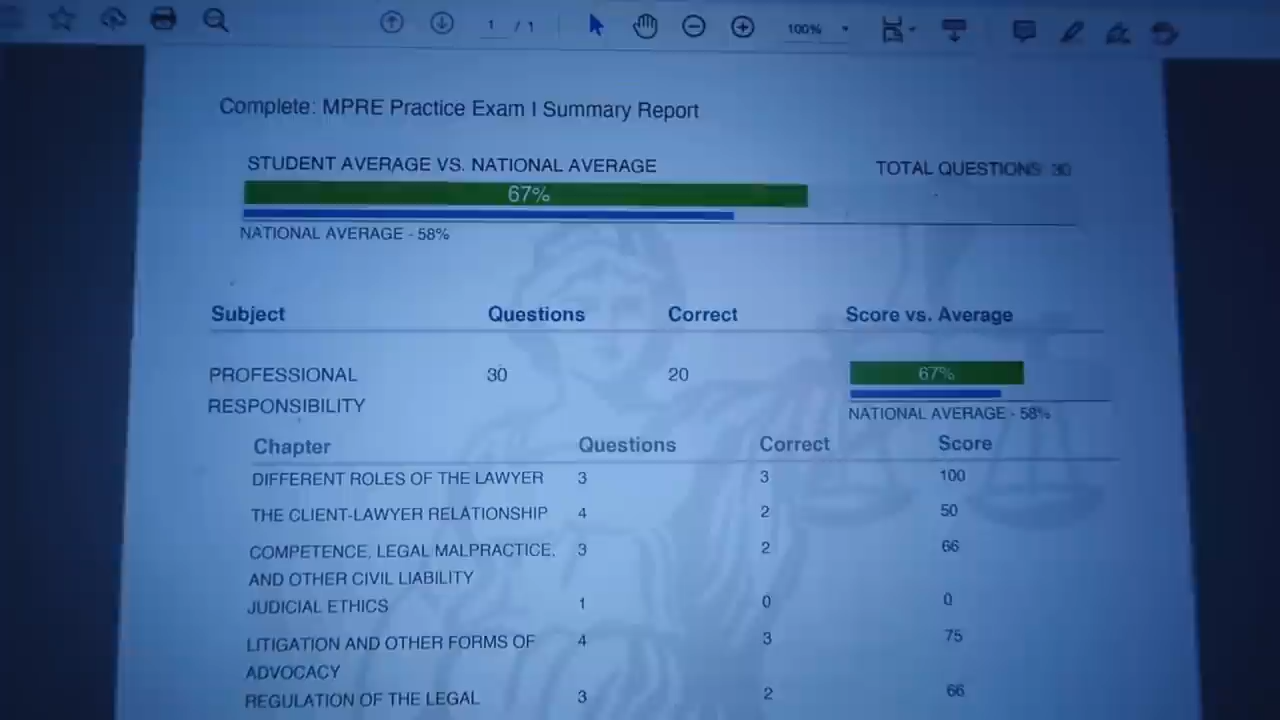 1 / 1
100%
Complete: MPRE Practice Exam I Summary Report
STUDENT AVERAGE VS. NATIONAL AVERAGE
TOTAL QUESTIONS: 30
67%
NATIONAL AVERAGE - 58%
Subject Questions Correct Score vs. Average
PROFESSIONAL 30 20 67%
RESPONSIBILITY
NATIONAL AVERAGE - 58%
Chapter Questions Correct Score
DIFFERENT ROLES OF THE LAWYER 3 3 100
THE CLIENT-LAWYER RELATIONSHIP 4 2 50
COMPETENCE, LEGAL MALPRACTICE, 3 2 66
AND OTHER CIVIL LIABILITY
JUDICIAL ETHICS 1 0 0
LITIGATION AND OTHER FORMS OF 4 3 75
ADVOCACY
REGULATION OF THE LEGAL 3 2 66